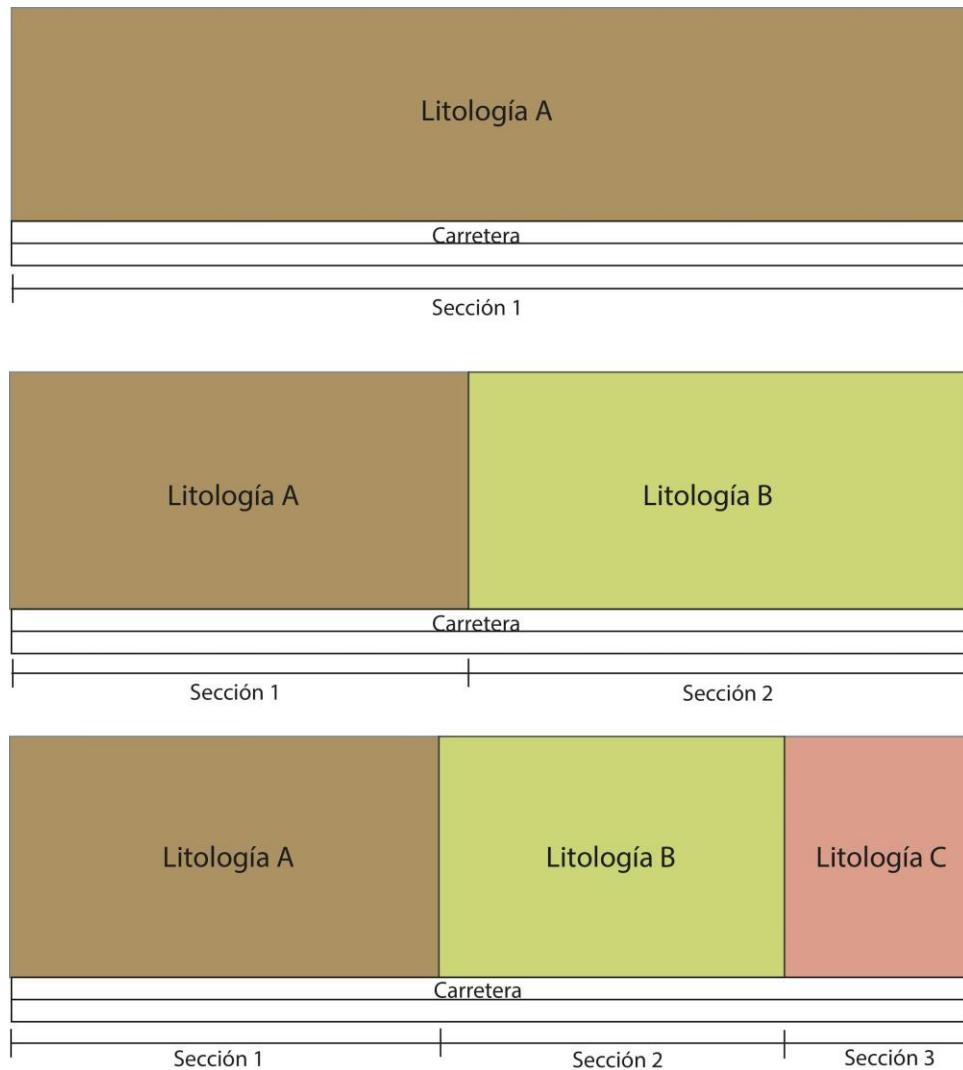 Litología A
Carretera
Sección 1
Litología A
Litología B
Carretera
Sección 1
Sección 2
Litología A
Litología B
Litología C
Carretera
Sección 1
Sección 2
Sección 3